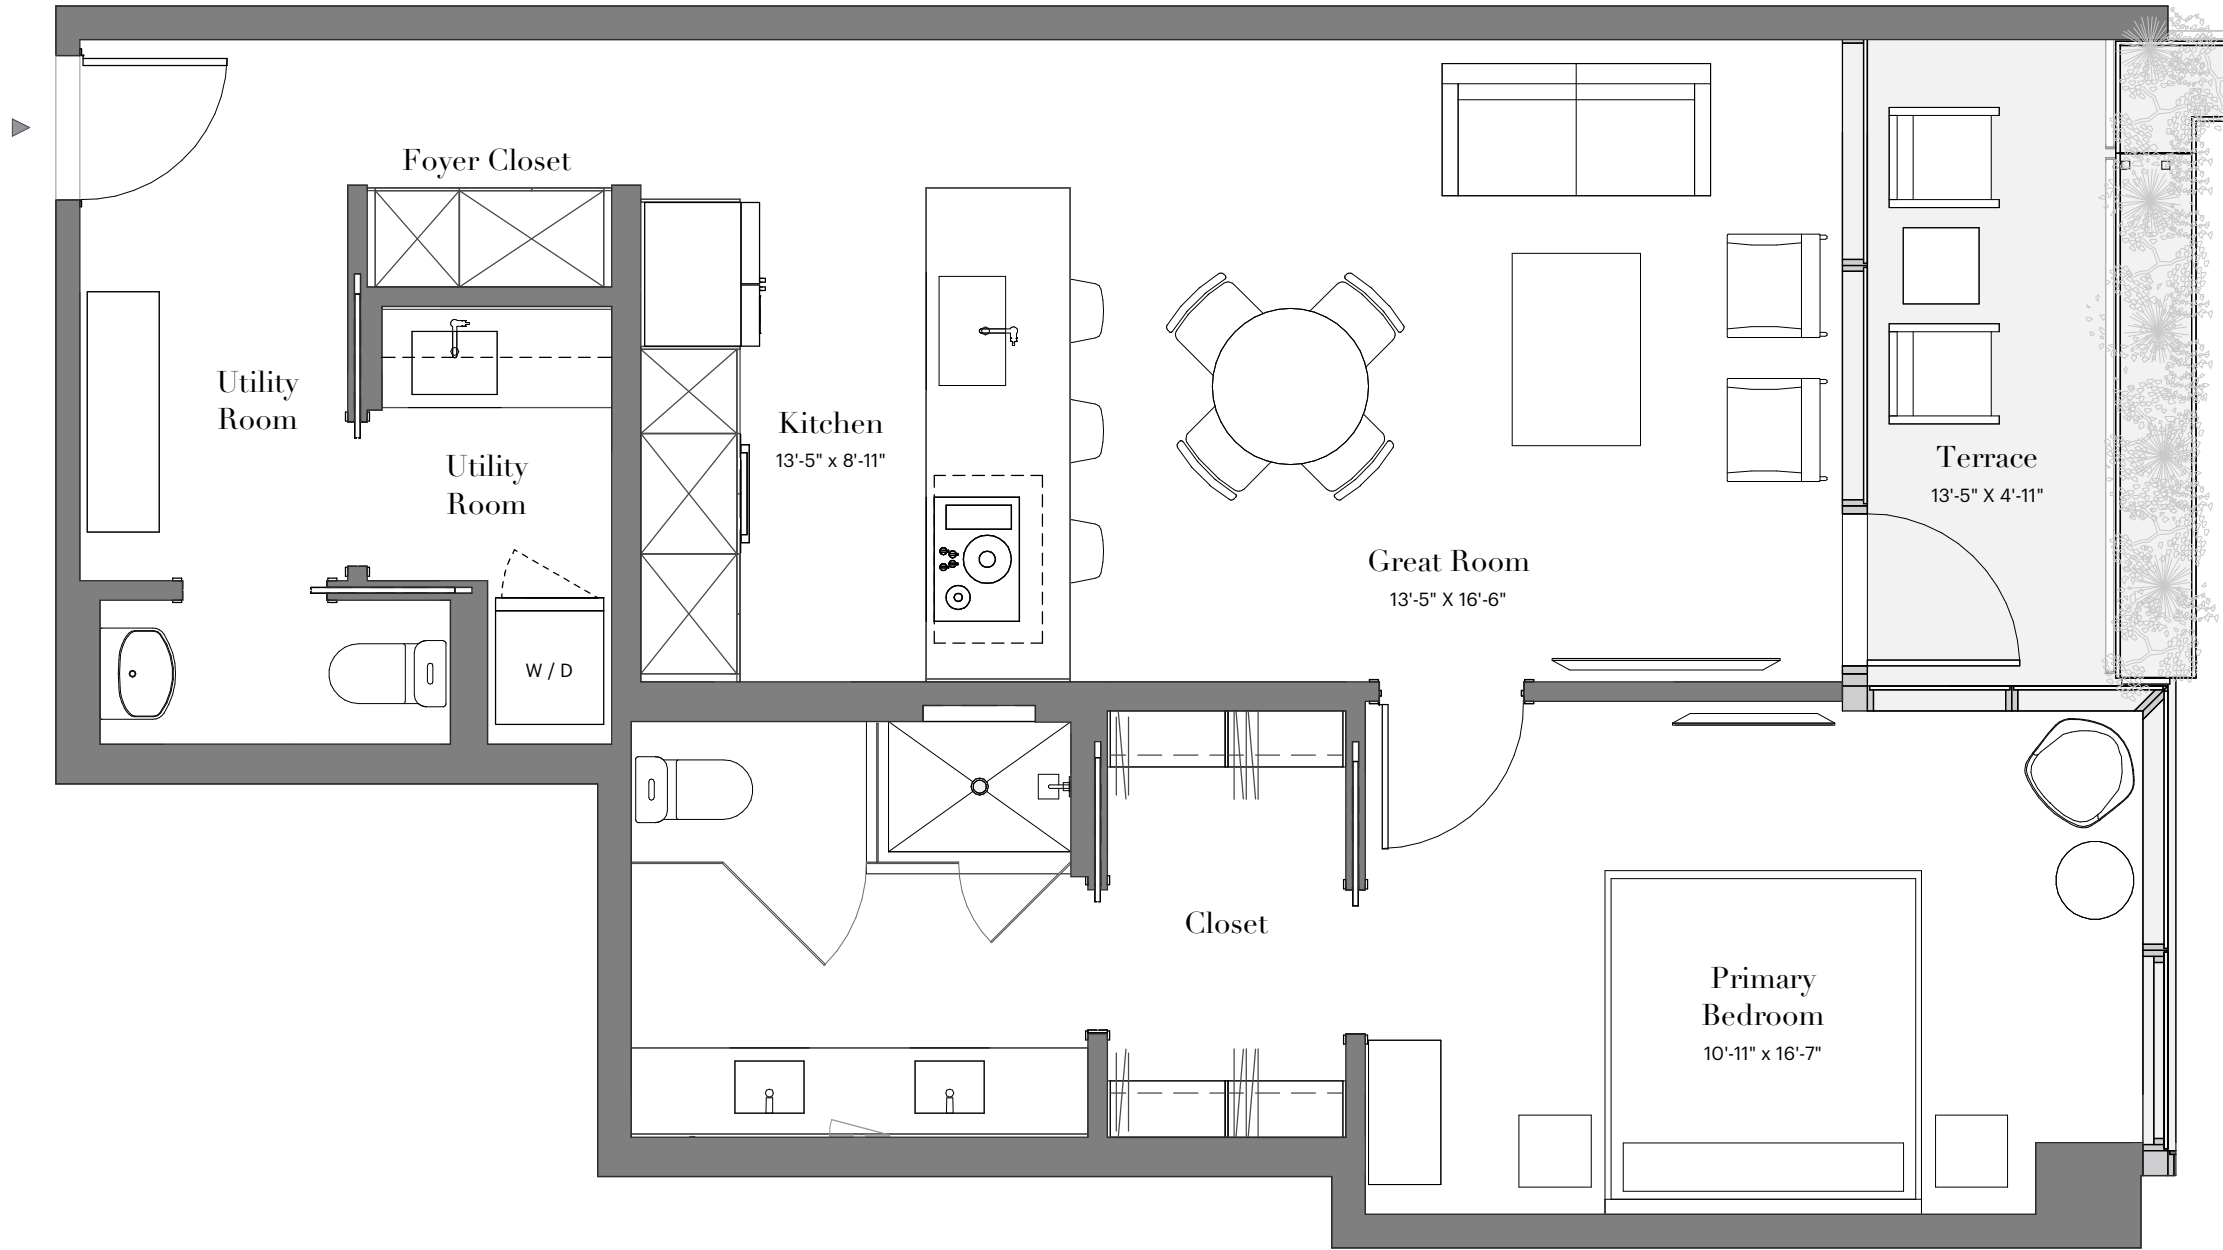 Foyer Closet
Utility
Room
Utility
Room
W / D
Kitchen
13'-5" x 8'-11"
Great Room
13'-5" X 16'-6"
Terrace
13'-5" X 4'-11"
Closet
Primary
Bedroom
10'-11" x 16'-7"